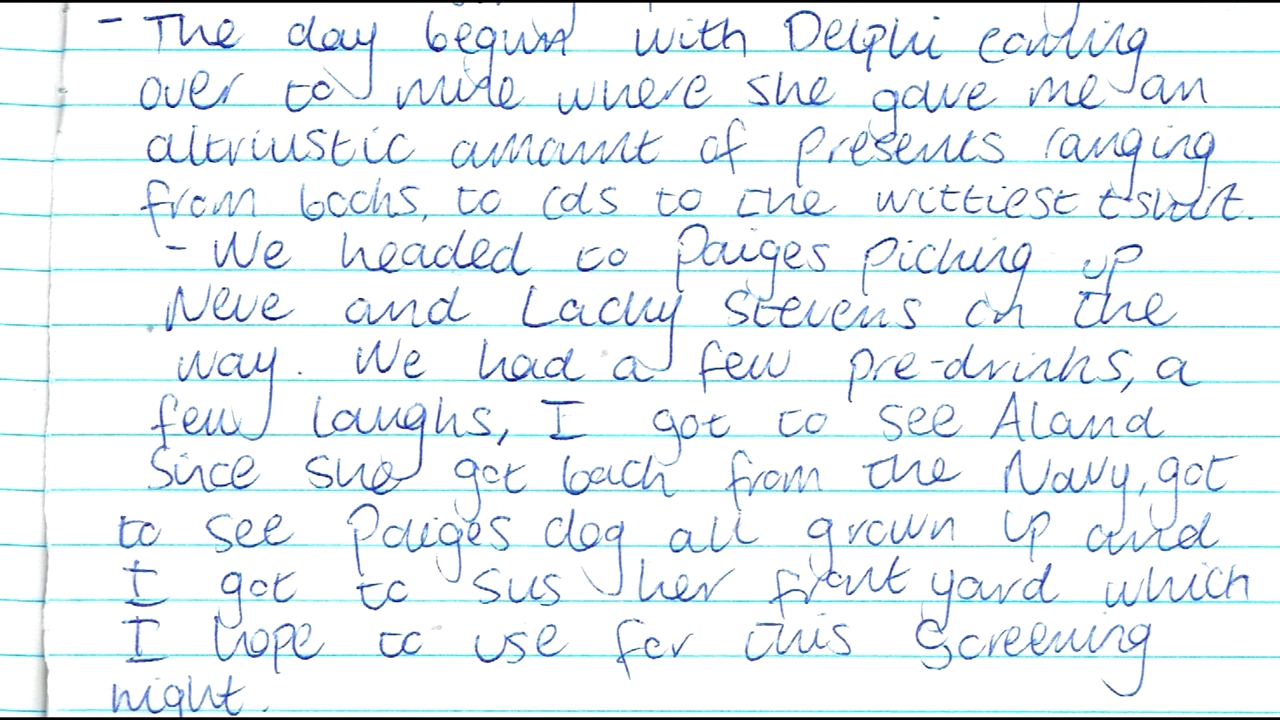 - The day begun with Delphi coming
over to mine where she gave me an
altriustic amount of presents ranging
from books, to cds to the wittiest tshirt.
- We headed to Paiges picking up
Neve and Lachy Stevens on the
way. We had a few pre-drinks, a
few laughs, I got to see Aland
since she got back from the Navy, got
to see Paiges dog all grown up and
I got to sus her front yard which
I hope to use for this Screening
night.